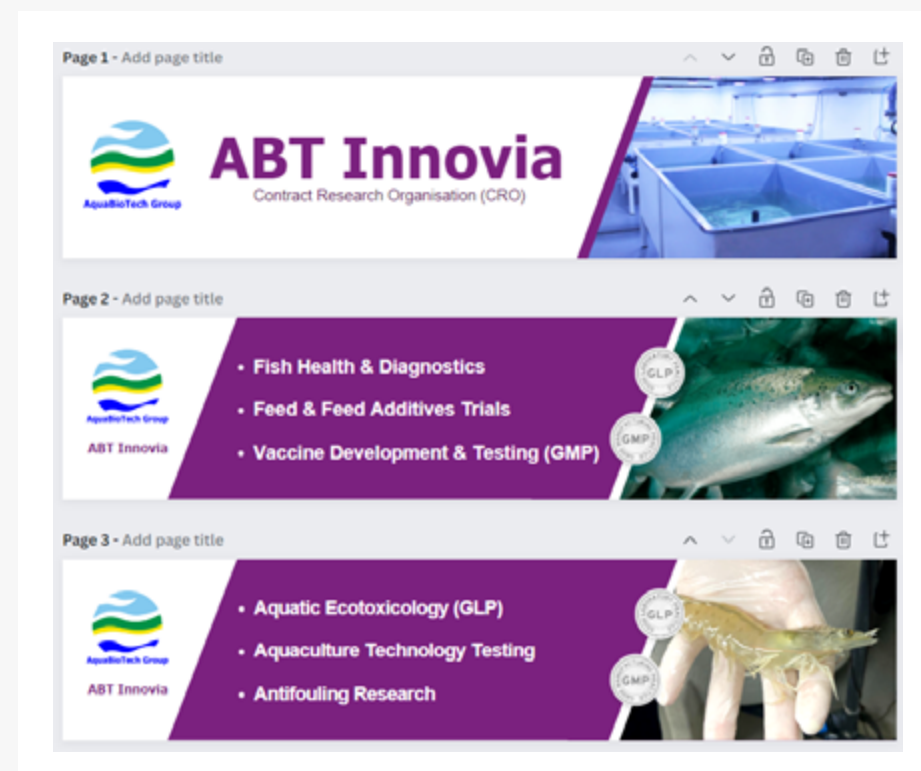 Page 1 - Add page title
AquaBioTech Group
ABT Innovia
Contract Research Organisation (CRO)
Page 2 - Add page title
AquaBioTech Group
ABT Innovia
• Fish Health & Diagnostics
• Feed & Feed Additives Trials
• Vaccine Development & Testing (GMP)
GLP
GMP
Page 3 - Add page title
AquaBioTech Group
ABT Innovia
• Aquatic Ecotoxicology (GLP)
• Aquaculture Technology Testing
• Antifouling Research
GLP
GMP